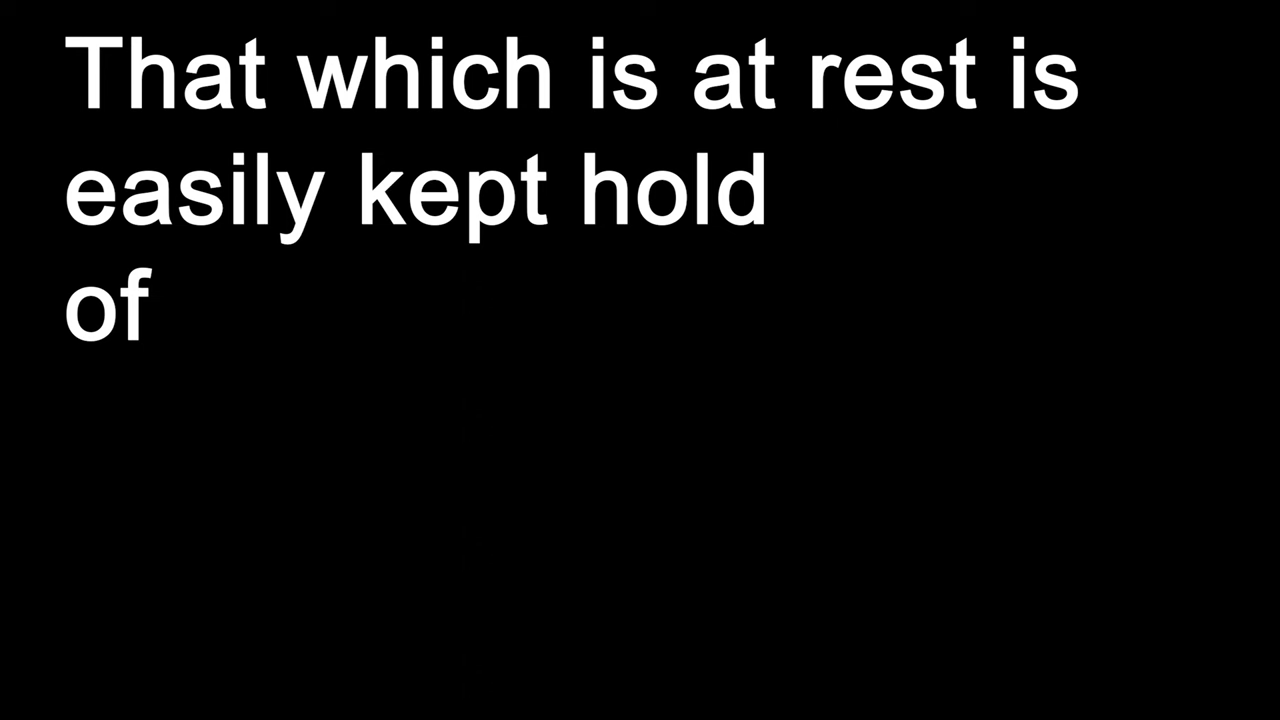 That which is at rest is
easily kept hold
of